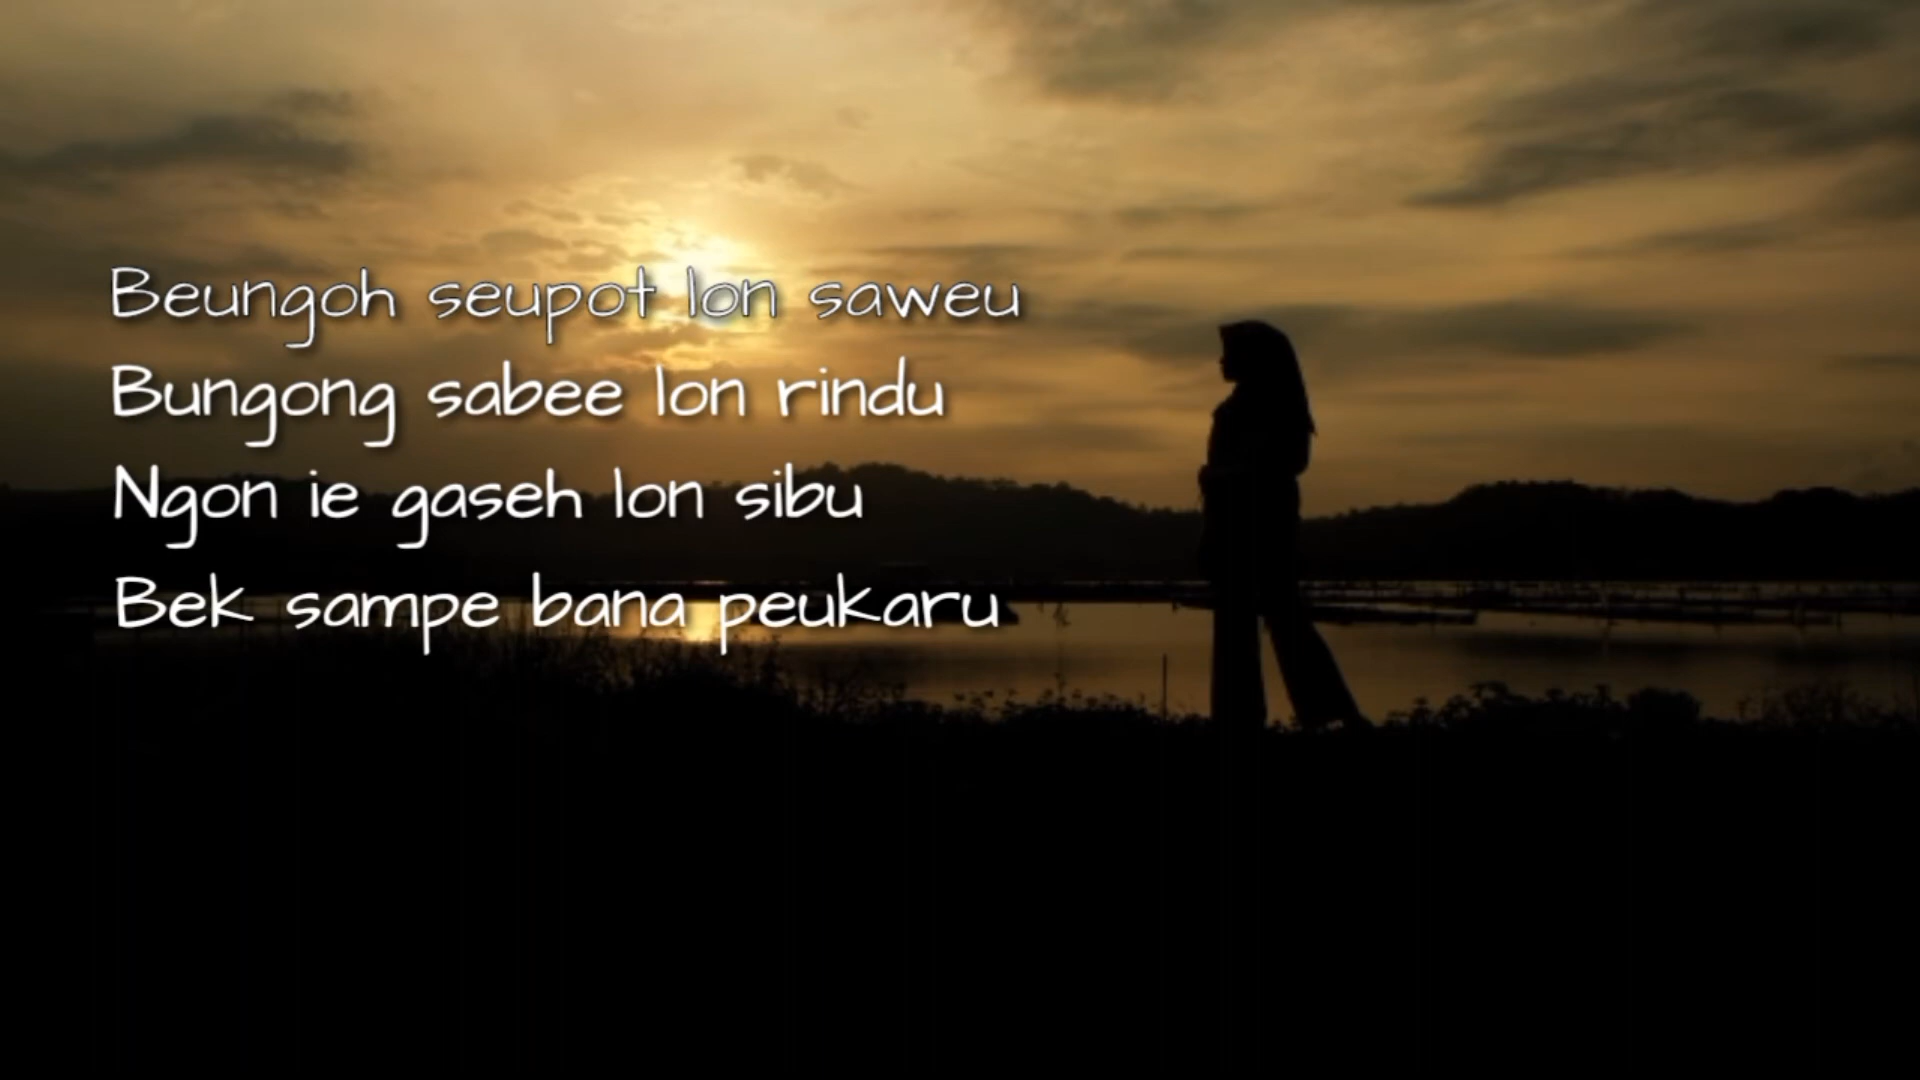 Beungoh seupot lon saweu
Bungong sabee lon rindu
Ngon ie gaseh lon sibu
Bek sampe bana peukaru